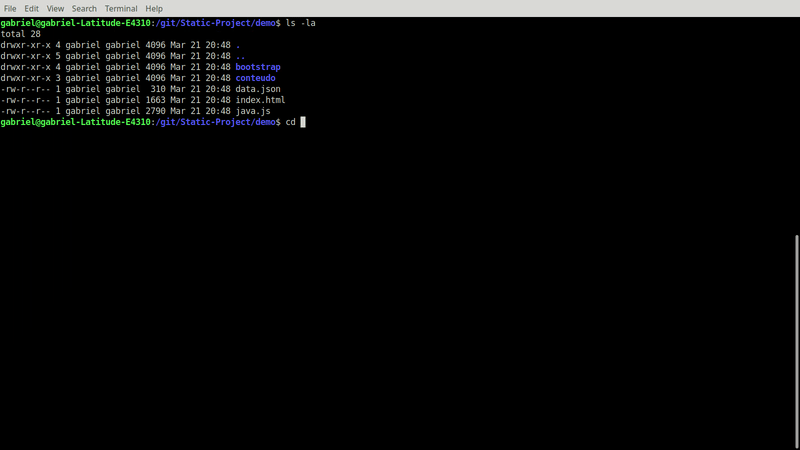 File Edit View Search Terminal Help
gabriel@gabriel-Latitude-E4310:/git/Static-Project/demo$ ls -la
total 28
drwxr-xr-x 4 gabriel gabriel 4096 Mar 21 20:48 .
drwxr-xr-x 5 gabriel gabriel 4096 Mar 21 20:48 ..
drwxr-xr-x 4 gabriel gabriel 4096 Mar 21 20:48 bootstrap
drwxr-xr-x 3 gabriel gabriel 4096 Mar 21 20:48 conteudo
-rw-r--r-- 1 gabriel gabriel  310 Mar 21 20:48 data.json
-rw-r--r-- 1 gabriel gabriel 1663 Mar 21 20:48 index.html
-rw-r--r-- 1 gabriel gabriel 2790 Mar 21 20:48 java.js
gabriel@gabriel-Latitude-E4310:/git/Static-Project/demo$ cd